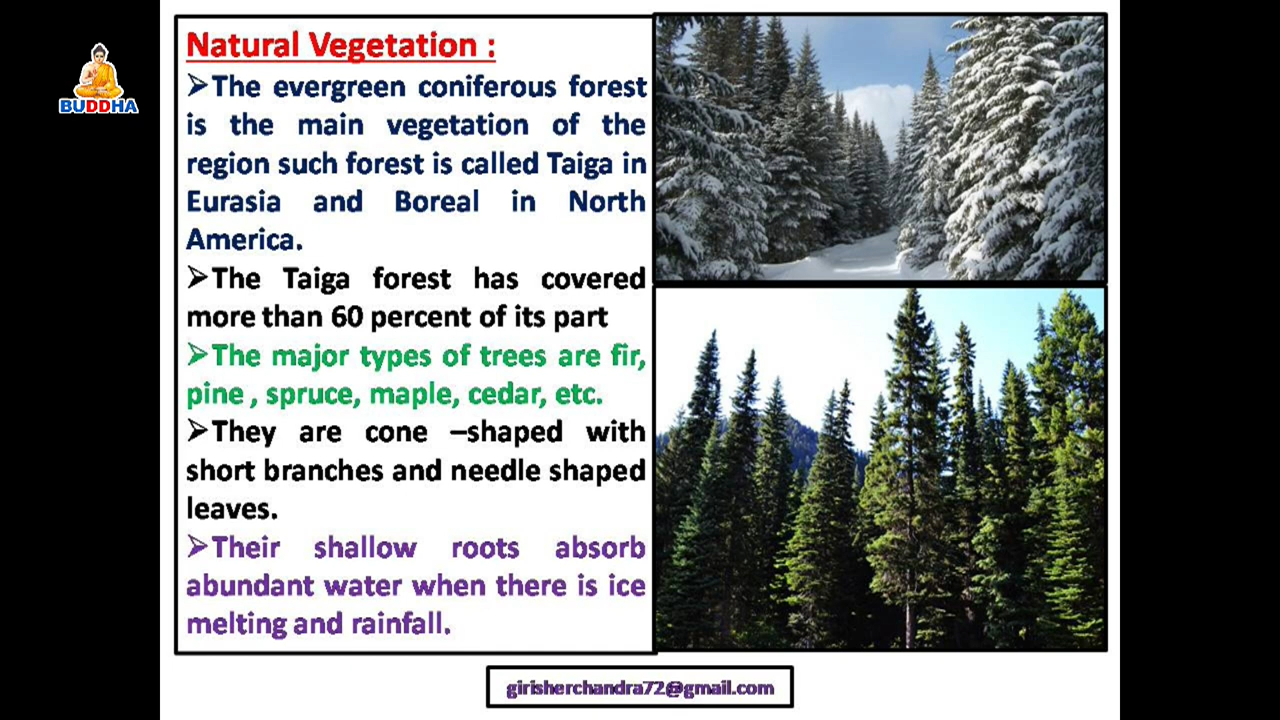 BUDDHA
Natural Vegetation :
➢The evergreen coniferous forest
is the main vegetation of the
region such forest is called Taiga in
Eurasia and Boreal in North
America.
➢The Taiga forest has covered
more than 60 percent of its part
➢The major types of trees are fir,
pine , spruce, maple, cedar, etc.
➢They are cone –shaped with
short branches and needle shaped
leaves.
➢Their shallow roots absorb
abundant water when there is ice
melting and rainfall.
girisherchandra72@gmail.com